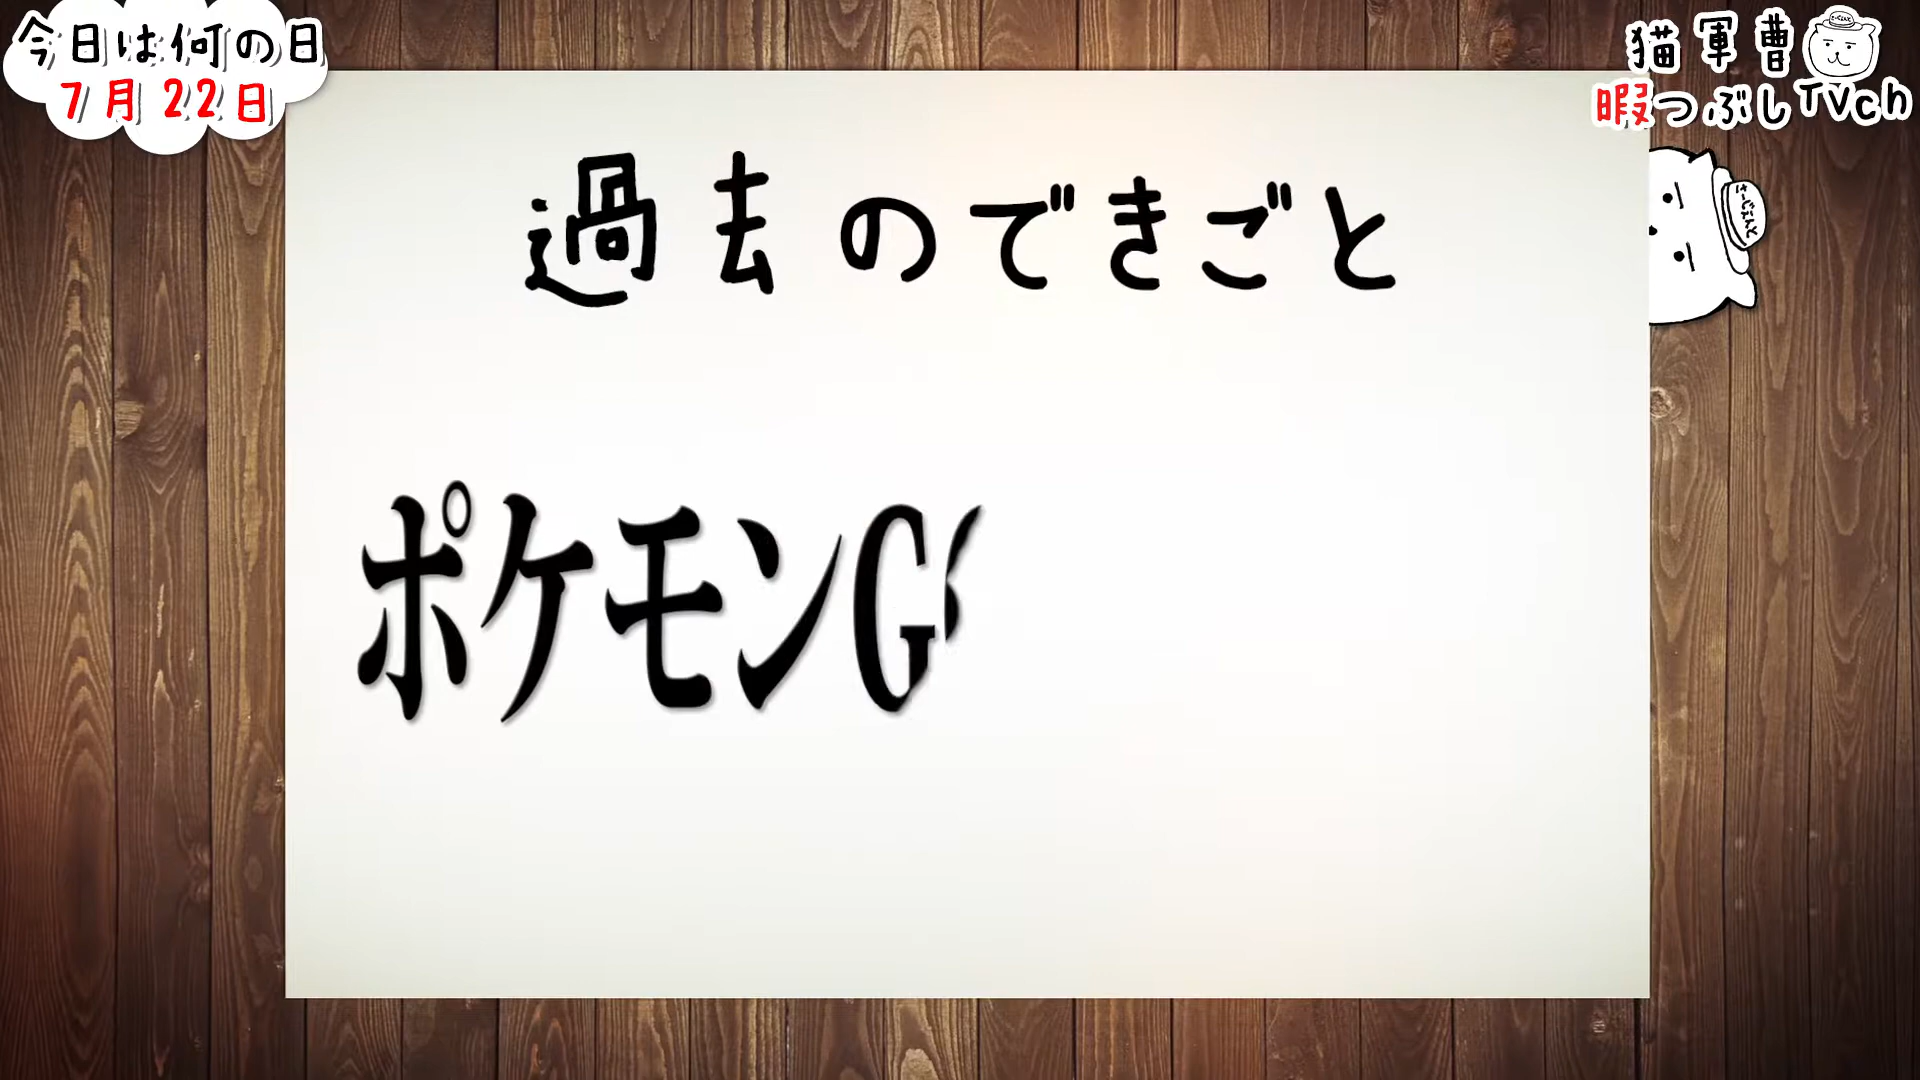 今日は何の日
7月22日
猫軍曹
暇つぶしTVch
過去のできごと
ポケモンG